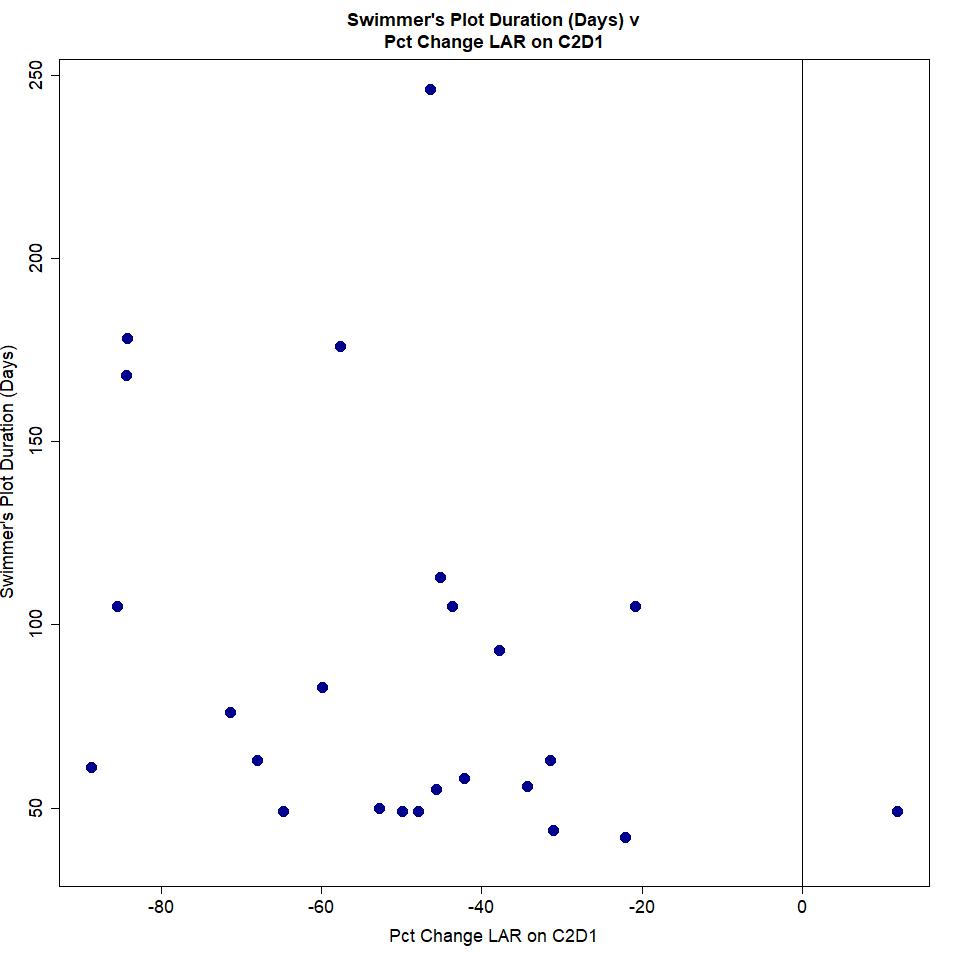 Swimmer's Plot Duration (Days) v
Pct Change LAR on C2D1
Swimmer's Plot Duration (Days)
250
200
150
100
50
-80
-60
-40
-20
0
Pct Change LAR on C2D1